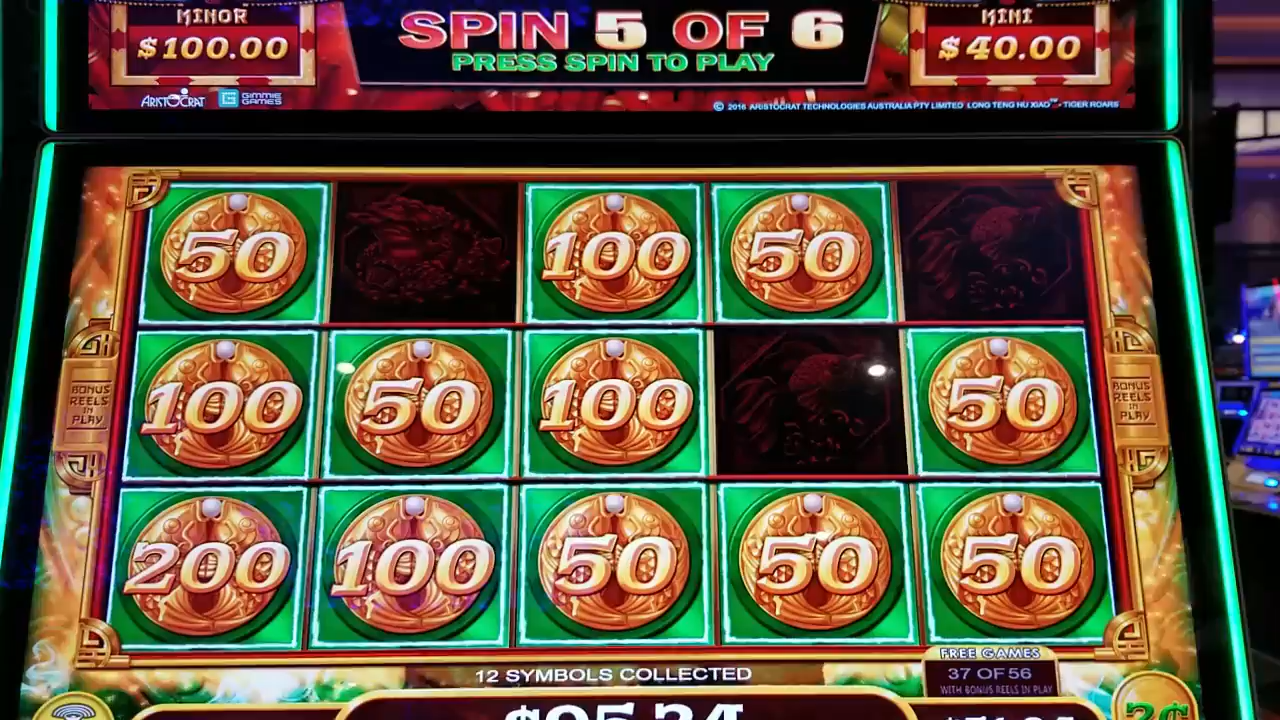 MINOR
$100.00
SPIN 5 OF 6
PRESS SPIN TO PLAY
MINI
$40.00
ARISTOCRAT
GIMMIE GAMES
© 2016 ARISTOCRAT TECHNOLOGIES AUSTRALIA PTY LIMITED LONG TENG HU XIAO™ - TIGER ROARS
50
100
50
100
50
100
50
BONUS
REELS
IN
PLAY
BONUS
REELS
IN
PLAY
200
100
50
50
50
12 SYMBOLS COLLECTED
FREE GAMES
37 OF 56
WITH BONUS REELS IN PLAY
2¢